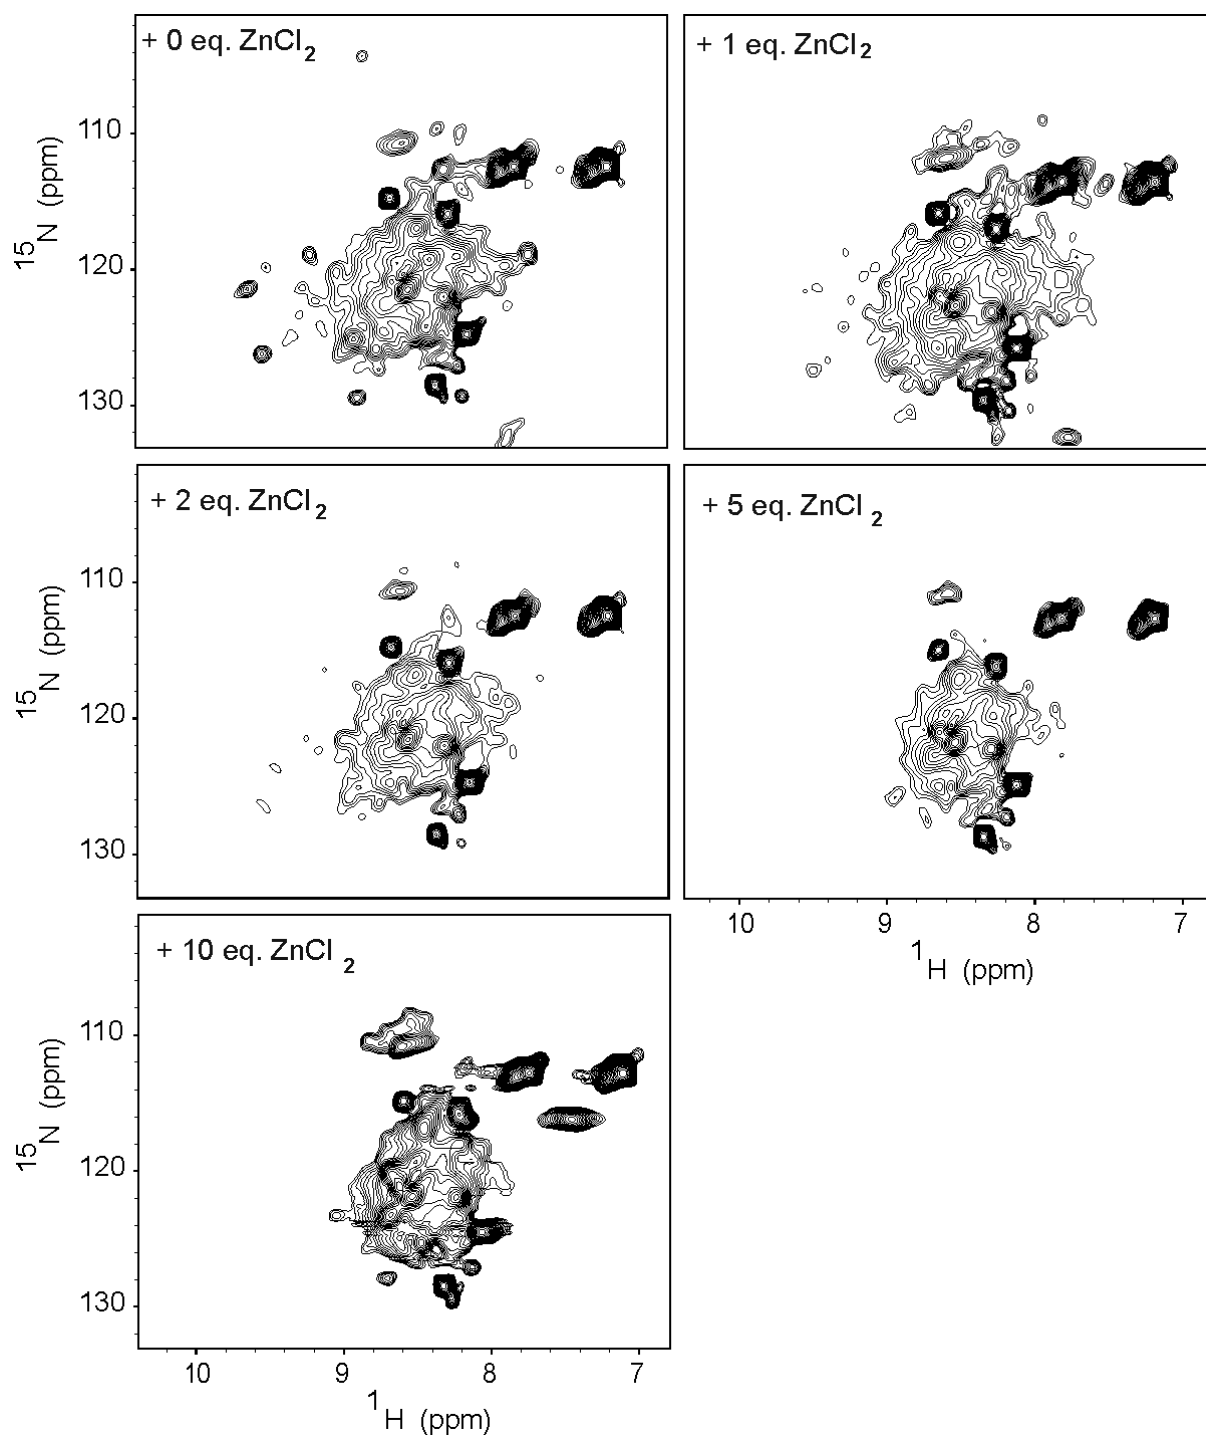 + 0 eq. ZnCl2
+ 1 eq. ZnCl2
110
120
130
15N (ppm)
+ 2 eq. ZnCl2
+ 5 eq. ZnCl2
110
120
130
15N (ppm)
10 9 8 7
1H (ppm)
+ 10 eq. ZnCl2
110
120
130
15N (ppm)
10 9 8 7
1H (ppm)